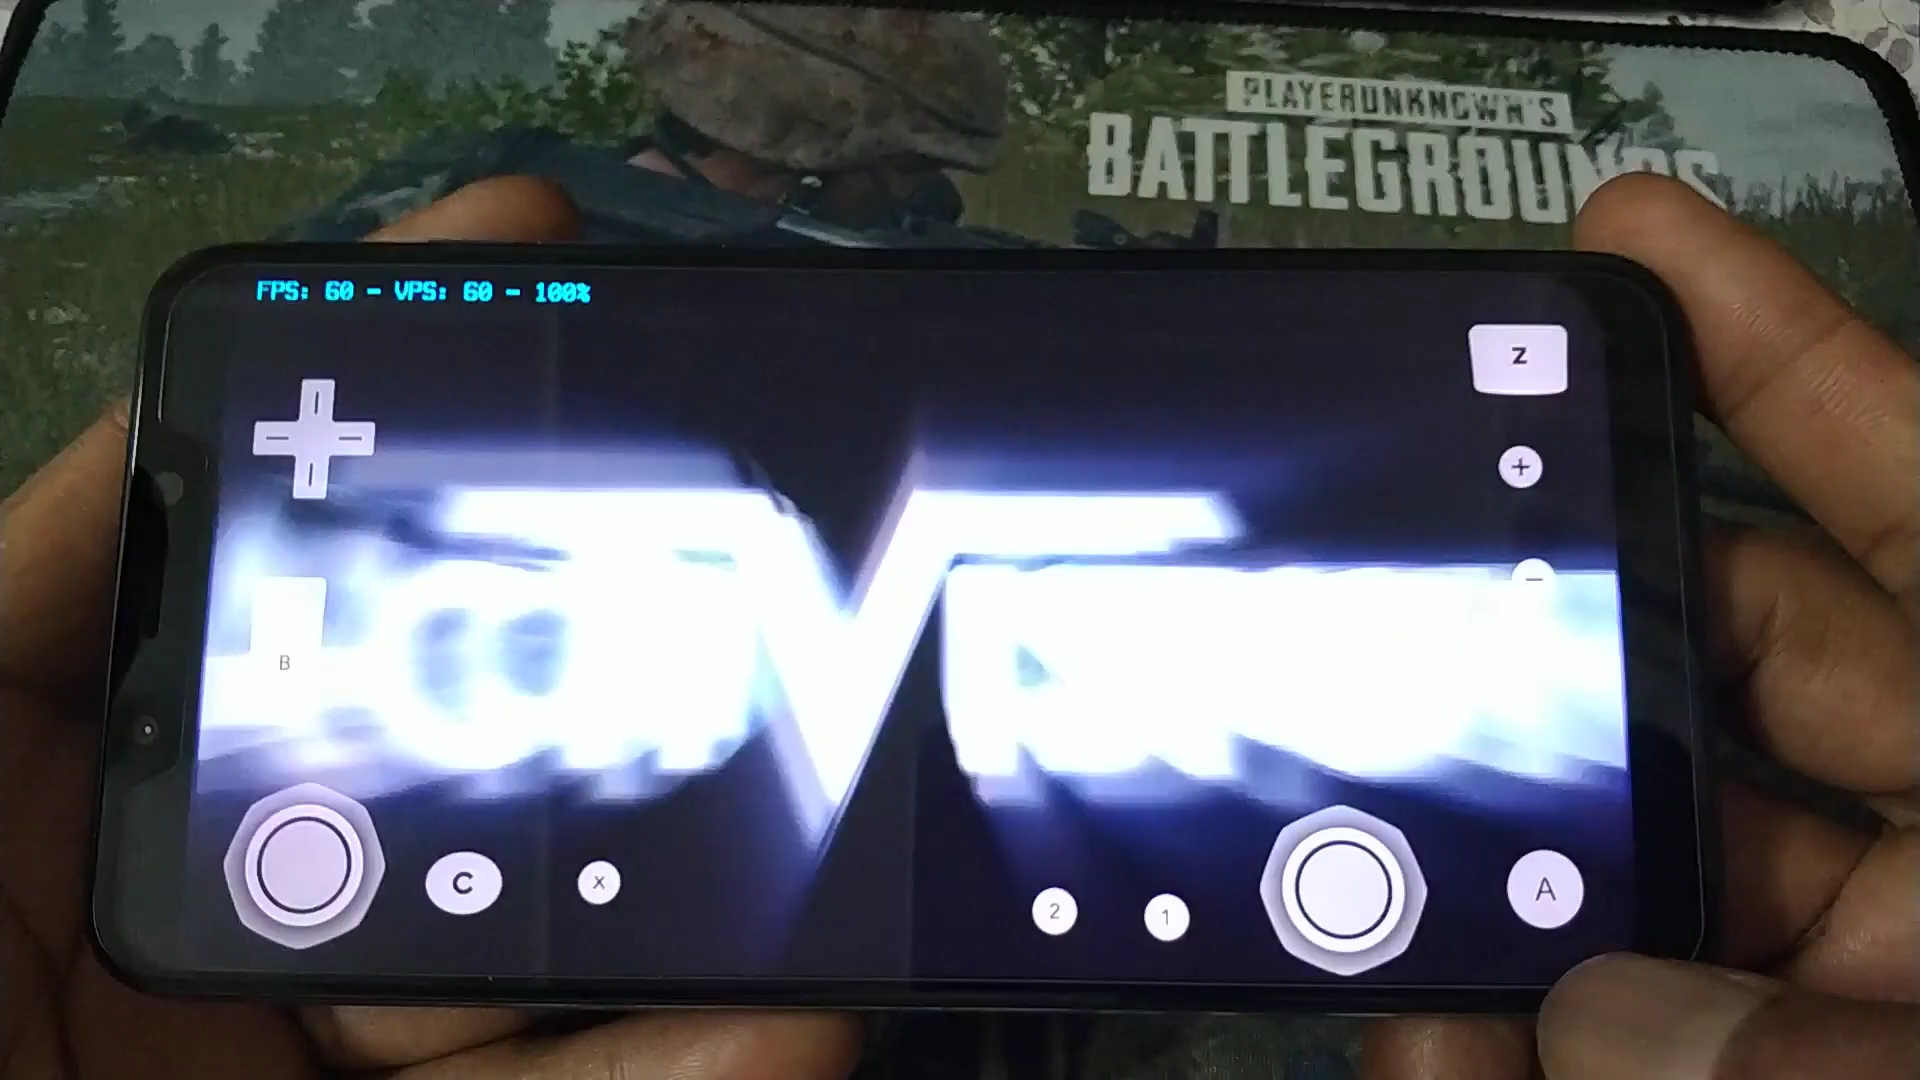 PLAYERUNKNOWN'S
BATTLEGROUNDS
FPS: 60 - VPS: 60 - 100%
Z
+
-
B
C
X
2
1
A